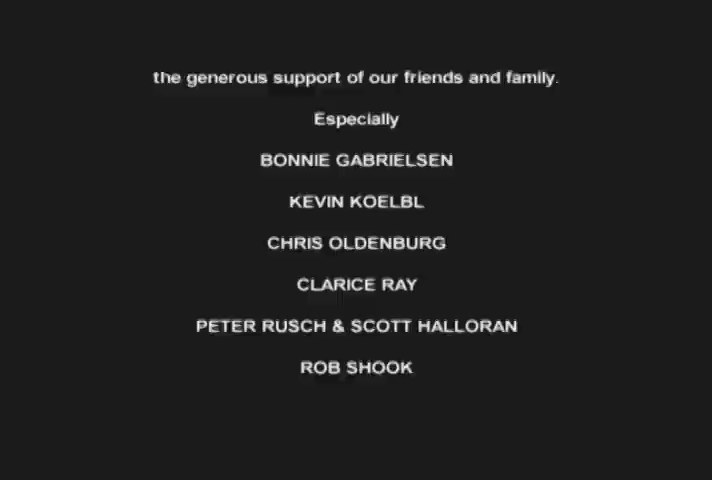 the generous support of our friends and family.
Especially
BONNIE GABRIELSEN
KEVIN KOELBL
CHRIS OLDENBURG
CLARICE RAY
PETER RUSCH & SCOTT HALLORAN
ROB SHOOK